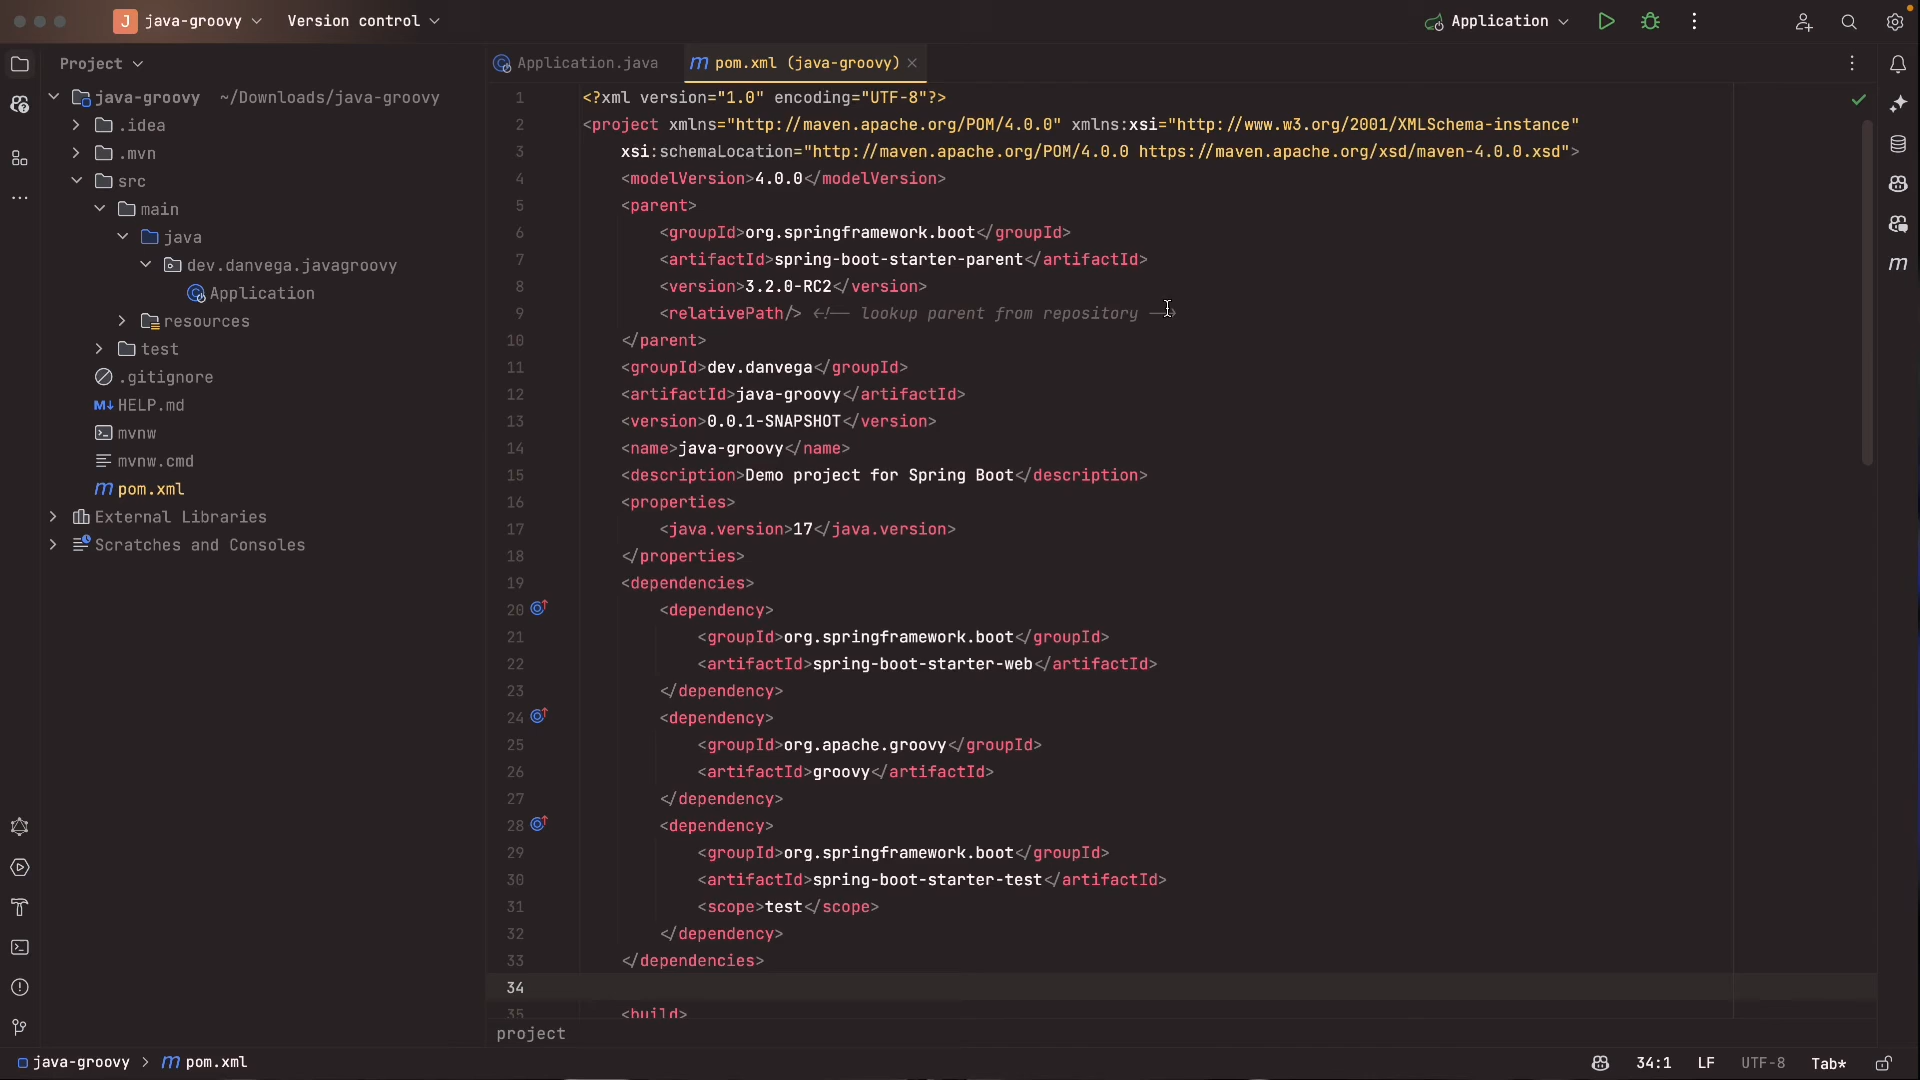 J java-groovy Version control Application
Project
Application.java pom.xml (java-groovy)
java-groovy ~/Downloads/java-groovy
.idea
.mvn
src
main
java
dev.danvega.javagroovy
Application
resources
test
.gitignore
M↓ HELP.md
mvnw
mvnw.cmd
m pom.xml
External Libraries
Scratches and Consoles
1 <?xml version="1.0" encoding="UTF-8"?>
2 <project xmlns="http://maven.apache.org/POM/4.0.0" xmlns:xsi="http://www.w3.org/2001/XMLSchema-instance"
3 xsi:schemaLocation="http://maven.apache.org/POM/4.0.0 https://maven.apache.org/xsd/maven-4.0.0.xsd">
4 <modelVersion>4.0.0</modelVersion>
5 <parent>
6 <groupId>org.springframework.boot</groupId>
7 <artifactId>spring-boot-starter-parent</artifactId>
8 <version>3.2.0-RC2</version>
9 <relativePath/> <!-- lookup parent from repository -->
10 </parent>
11 <groupId>dev.danvega</groupId>
12 <artifactId>java-groovy</artifactId>
13 <version>0.0.1-SNAPSHOT</version>
14 <name>java-groovy</name>
15 <description>Demo project for Spring Boot</description>
16 <properties>
17 <java.version>17</java.version>
18 </properties>
19 <dependencies>
20 <dependency>
21 <groupId>org.springframework.boot</groupId>
22 <artifactId>spring-boot-starter-web</artifactId>
23 </dependency>
24 <dependency>
25 <groupId>org.apache.groovy</groupId>
26 <artifactId>groovy</artifactId>
27 </dependency>
28 <dependency>
29 <groupId>org.springframework.boot</groupId>
30 <artifactId>spring-boot-starter-test</artifactId>
31 <scope>test</scope>
32 </dependency>
33 </dependencies>
34
35 <build>
project
java-groovy > m pom.xml
34:1 LF UTF-8 Tab*